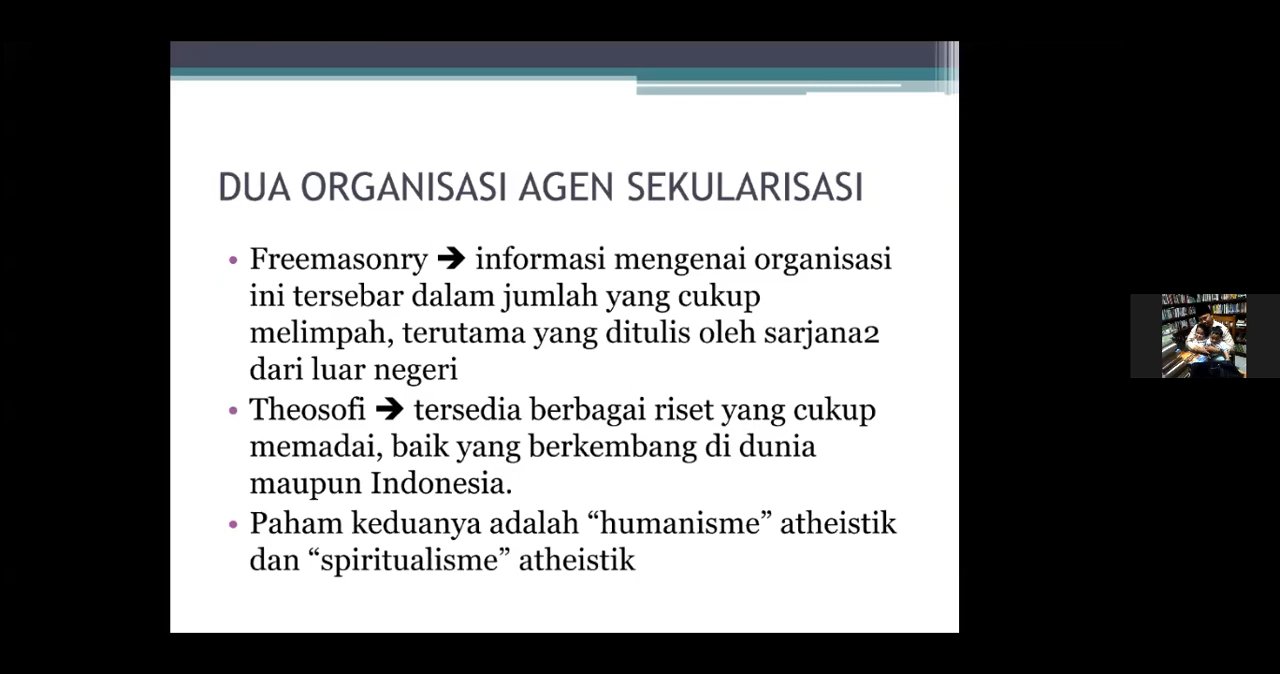 DUA ORGANISASI AGEN SEKULARISASI
• Freemasonry ➔ informasi mengenai organisasi
ini tersebar dalam jumlah yang cukup
melimpah, terutama yang ditulis oleh sarjana2
dari luar negeri
• Theosofi ➔ tersedia berbagai riset yang cukup
memadai, baik yang berkembang di dunia
maupun Indonesia.
• Paham keduanya adalah “humanisme” atheistik
dan “spiritualisme” atheistik